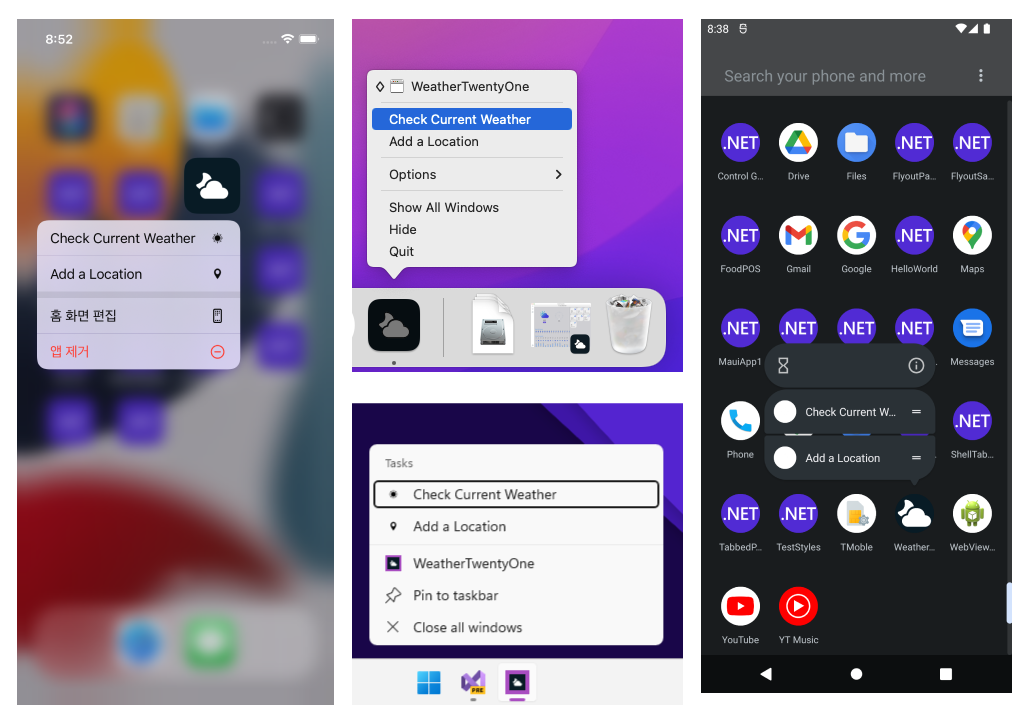 8:52
Check Current Weather
Add a Location
홈 화면 편집
앱 제거
WeatherTwentyOne
Check Current Weather
Add a Location
Options
Show All Windows
Hide
Quit
Tasks
Check Current Weather
Add a Location
WeatherTwentyOne
Pin to taskbar
Close all windows
PRE
8:38
Search your phone and more
.NET .NET .NET
Control G... Drive Files FlyoutPa... FlyoutSa...
.NET .NET
FoodPOS Gmail Google HelloWorld Maps
.NET .NET .NET .NET
MauiApp1 Messages
Check Current W...
.NET
Phone ShellTab...
Add a Location
.NET .NET
TabbedP... TestStyles TMoble Weather... WebView...
YouTube YT Music